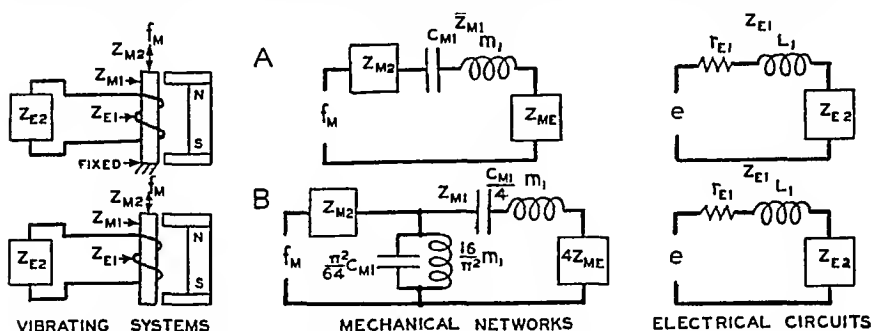 f_M
Z_M2
Z_M1
Z_E2
Z_E1
N
S
FIXED
A
Z_M2
C_M1
Z̄_M1
m_1
f_M
Z_ME
Z_E1
r_E1
L_1
e
Z_E2
f_M
Z_M2
Z_M1
Z_E2
Z_E1
N
S
B
Z_M2
Z_M1
C_M1/4
m_1
f_M
π²/64 C_M1
16/π² m_1
4Z_ME
Z_E1
r_E1
L_1
e
Z_E2
VIBRATING SYSTEMS
MECHANICAL NETWORKS
ELECTRICAL CIRCUITS